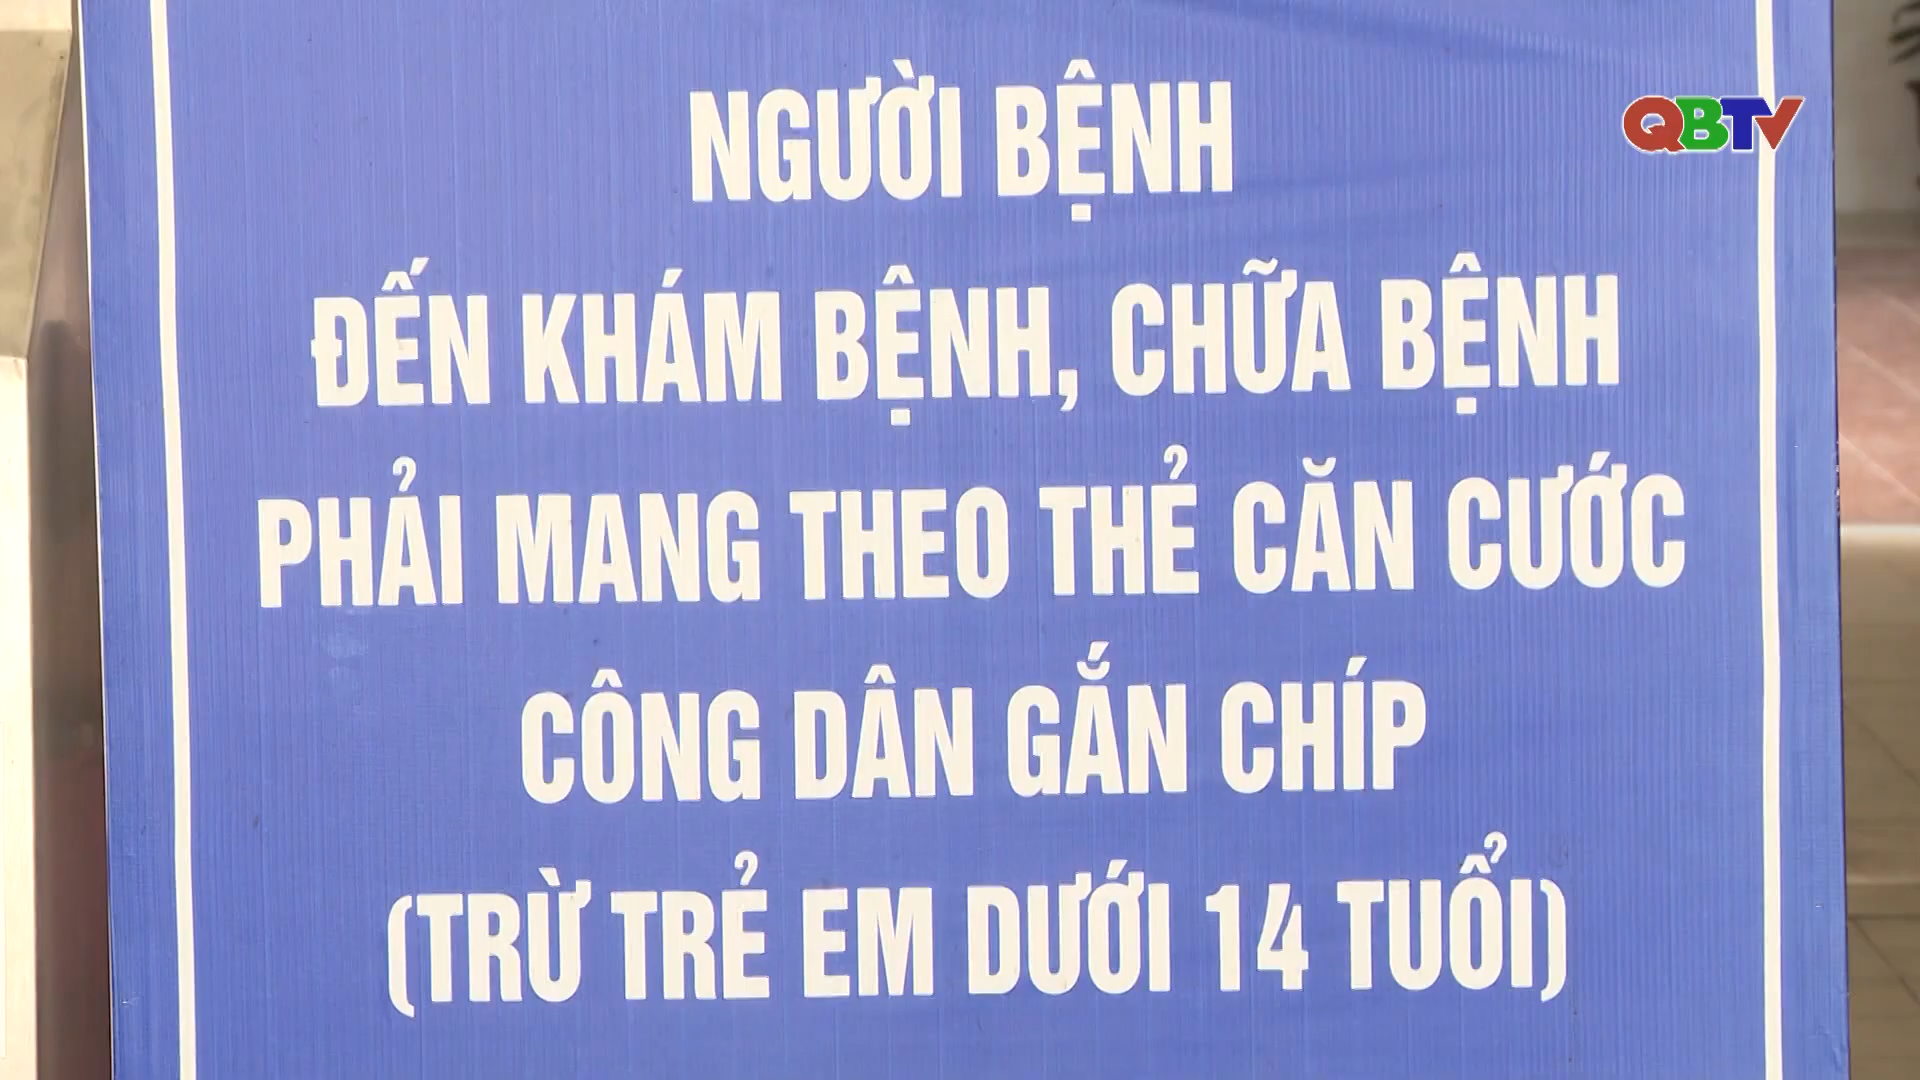 QBTV
NGƯỜI BỆNH
ĐẾN KHÁM BỆNH, CHỮA BỆNH
PHẢI MANG THEO THẺ CĂN CƯỚC
CÔNG DÂN GẮN CHÍP
(TRỪ TRẺ EM DƯỚI 14 TUỔI)